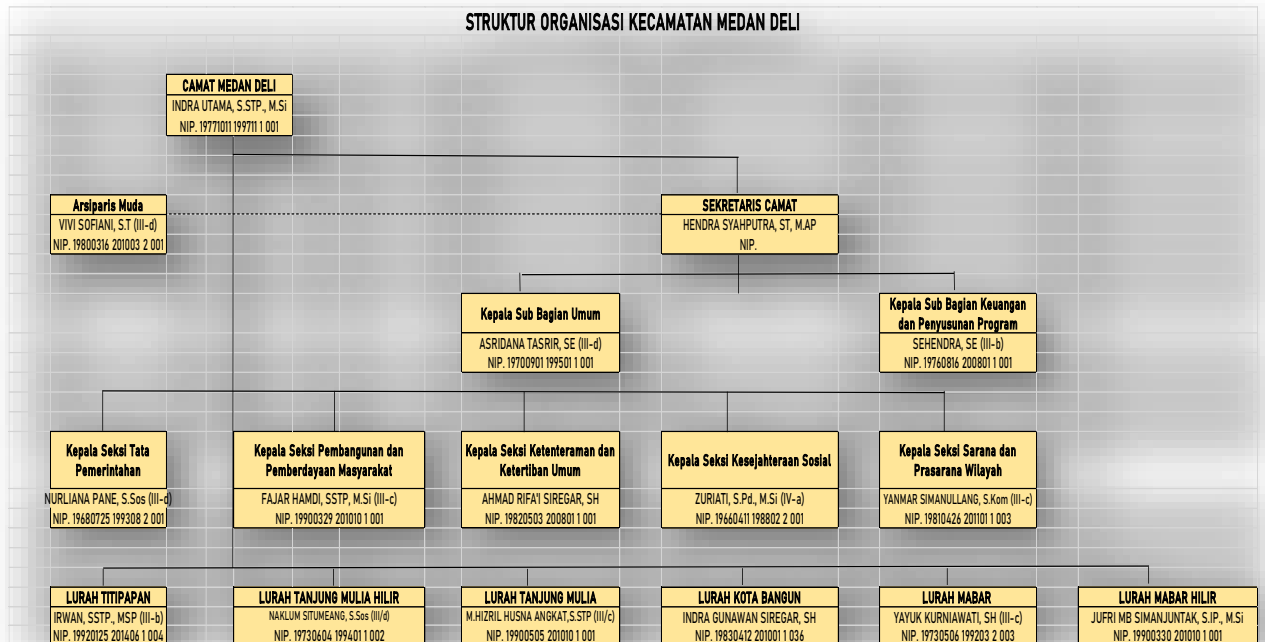 STRUKTUR ORGANISASI KECAMATAN MEDAN DELI
CAMAT MEDAN DELI
INDRA UTAMA, S.STP., M.Si
NIP. 19771011 199711 1 001
Arsiparis Muda
VIVI SOFIANI, S.T (III-d)
NIP. 19800316 201003 2 001
SEKRETARIS CAMAT
HENDRA SYAHPUTRA, ST, M.AP
NIP.
Kepala Sub Bagian Umum
ASRIDANA TASRIR, SE (III-d)
NIP. 19700901 199501 1 001
Kepala Sub Bagian Keuangan
dan Penyusunan Program
SEHENDRA, SE (III-b)
NIP. 19760816 200801 1 001
Kepala Seksi Tata
Pemerintahan
NURLIANA PANE, S.Sos (III-d)
NIP. 19680725 199308 2 001
Kepala Seksi Pembangunan dan
Pemberdayaan Masyarakat
FAJAR HAMDI, SSTP, M.Si (III-c)
NIP. 19900329 201010 1 001
Kepala Seksi Ketenteraman dan
Ketertiban Umum
AHMAD RIFA'I SIREGAR, SH
NIP. 19820503 200801 1 001
Kepala Seksi Kesejahteraan Sosial
ZURIATI, S.Pd., M.Si (IV-a)
NIP. 19660411 198802 2 001
Kepala Seksi Sarana dan
Prasarana Wilayah
YANMAR SIMANULLANG, S.Kom (III-c)
NIP. 19810426 201101 1 003
LURAH TITIPAPAN
IRWAN, SSTP., MSP (III-b)
NIP. 19920125 201406 1 004
LURAH TANJUNG MULIA HILIR
NAKLUM SITUMEANG, S.Sos (III/d)
NIP. 19730604 199401 1 002
LURAH TANJUNG MULIA
M.HIZRIL HUSNA ANGKAT,S.STP (III/c)
NIP. 19900505 201010 1 001
LURAH KOTA BANGUN
INDRA GUNAWAN SIREGAR, SH
NIP. 19830412 201001 1 036
LURAH MABAR
YAYUK KURNIAWATI, SH (III-c)
NIP. 19730506 199203 2 003
LURAH MABAR HILIR
JUFRI MB SIMANJUNTAK, S.IP., M.Si
NIP. 19900330 201010 1 001